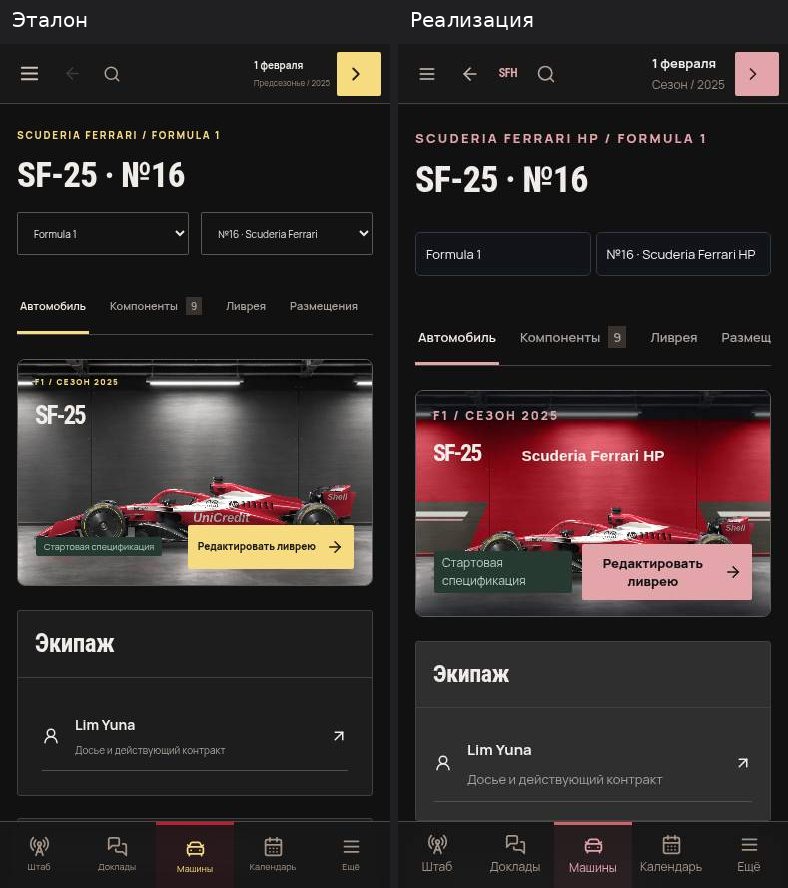 Эталон
1 февраля
Предсезонье / 2025
SCUDERIA FERRARI / FORMULA 1
SF-25 · №16
Formula 1
№16 · Scuderia Ferrari
Автомобиль
Компоненты 9
Ливрея
Размещения
F1 / СЕЗОН 2025
SF-25
Shell
UniCredit
Стартовая спецификация
Редактировать ливрею
Экипаж
Lim Yuna
Досье и действующий контракт
Штаб
Доклады
Машины
Календарь
Ещё
Реализация
SFH
1 февраля
Сезон / 2025
SCUDERIA FERRARI HP / FORMULA 1
SF-25 · №16
Formula 1
№16 · Scuderia Ferrari HP
Автомобиль
Компоненты 9
Ливрея
Размещ
F1 / СЕЗОН 2025
SF-25
Scuderia Ferrari HP
Shell
Стартовая
спецификация
Редактировать
ливрею
Экипаж
Lim Yuna
Досье и действующий контракт
Штаб
Доклады
Машины
Календарь
Ещё